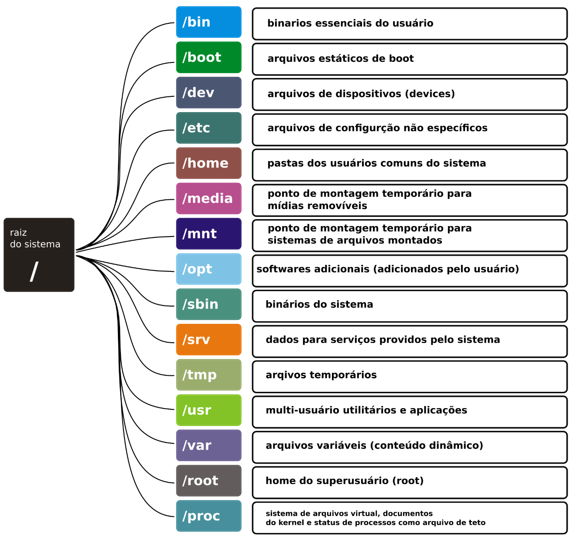 /bin
binarios essenciais do usuário
/boot
arquivos estáticos de boot
/dev
arquivos de dispositivos (devices)
/etc
arquivos de configurção não específicos
/home
pastas dos usuários comuns do sistema
/media
ponto de montagem temporário para
mídias removíveis
/mnt
ponto de montagem temporário para
sistemas de arquivos montados
raiz
do sistema
/
/opt
softwares adicionais (adicionados pelo usuário)
/sbin
binários do sistema
/srv
dados para serviços providos pelo sistema
/tmp
arqivos temporários
/usr
multi-usuário utilitários e aplicações
/var
arquivos variáveis (conteúdo dinâmico)
/root
home do superusuário (root)
/proc
sistema de arquivos virtual, documentos
do kernel e status de processos como arquivo de teto